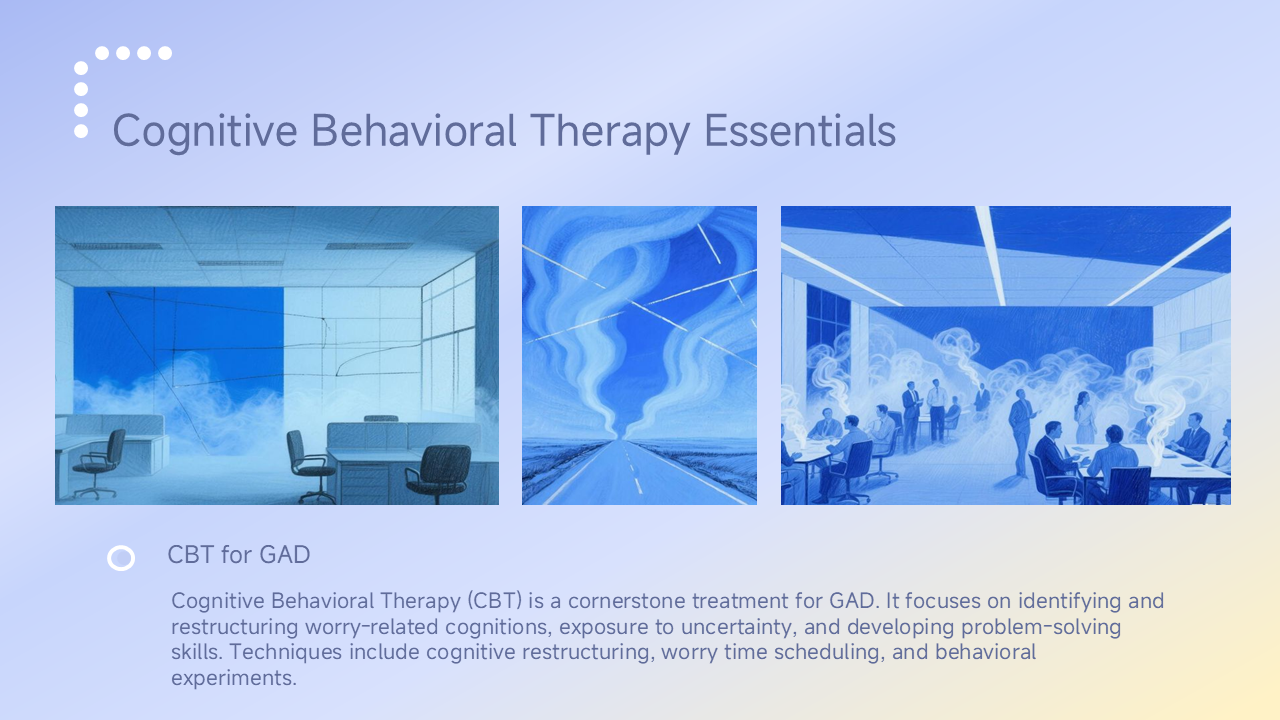 Cognitive Behavioral Therapy Essentials
CBT for GAD
Cognitive Behavioral Therapy (CBT) is a cornerstone treatment for GAD. It focuses on identifying and
restructuring worry-related cognitions, exposure to uncertainty, and developing problem-solving
skills. Techniques include cognitive restructuring, worry time scheduling, and behavioral
experiments.